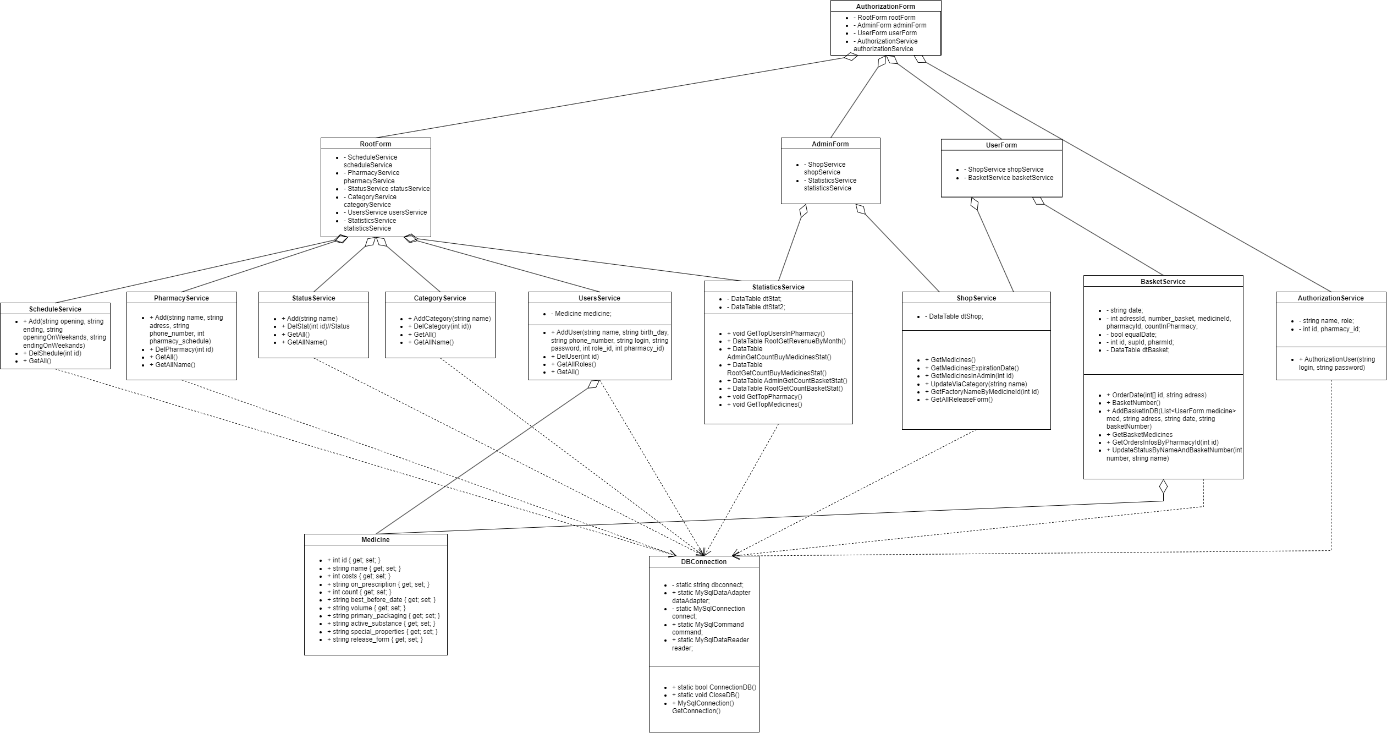 AuthorizationForm
- RootForm rootForm
- AdminForm adminForm
- UserForm userForm
- AuthorizationService
authorizationService
RootForm
- ScheduleService
scheduleService
- PharmacyService
pharmacyService
- StatusService statusService
- CategoryService
categoryService
- UsersService usersService
- StatisticsService
statisticsService
AdminForm
- ShopService
shopService
- StatisticsService
statisticsService
UserForm
- ShopService shopService
- BasketService basketService
ScheduleService
+ Add(string opening, string
ending, string
openingOnWeekands, string
endingOnWeekands)
+ DelShedule(int id)
+ GetAll()
PharmacyService
+ Add(string name, string
adress, string
phone_number, int
pharmacy_schedule)
+ DelPharmacy(int id)
+ GetAll()
+ GetAllName()
StatusService
+ Add(string name)
+ DelStat(int id)//Status
+ GetAll()
+ GetAllName()
CategoryService
+ AddCategory(string name)
+ DelCategory(int id))
+ GetAll()
+ GetAllName()
UsersService
- Medicine medicine;
+ AddUser(string name, string birth_day,
string phone_number, string login, string
password, int role_id, int pharmacy_id)
+ DelUser(int id)
+ GetAllRoles()
+ GetAll()
StatisticsService
- DataTable dtStat;
- DataTable dtStat2;
+ void GetTopUsersInPharmacy()
+ DataTable RootGetRevenueByMonth()
+ DataTable
AdminGetCountBuyMedicinesStat()
+ DataTable
RootGetCountBuyMedicinesStat()
+ DataTable AdminGetCountBasketStat()
+ DataTable RootGetCountBasketStat()
+ void GetTopPharmacy()
+ void GetTopMedicines()
ShopService
- DataTable dtShop;
+ GetMedicines()
+ GetMedicinesExpirationDate()
+ GetMedicinesInAdmin(int id)
+ UpdateViaCategory(string name)
+ GetFactoryNameByMedicineId(int id)
+ GetAllReleaseForm()
BasketService
- string date;
- int adressId, number_basket, medicineId,
pharmacyId, countInPharmacy,
- bool equalDate;
- int id, supId, pharmId;
- DataTable dtBasket;
+ OrderDate(int[] id, string adress)
+ BasketNumber()
+ AddBasketInDB(List<UserForm medicine>
med, string adress, string date, string
basketNumber)
+ GetBasketMedicines
+ GetOrdersInfosByPharmacyId(int id)
+ UpdateStatusByNameAndBasketNumber(int
number, string name)
AuthorizationService
- string name, role;
- int id, pharmacy_id;
+ AuthorizationUser(string
login, string password)
Medicine
+ int id { get; set; }
+ string name { get; set; }
+ int costs { get; set; }
+ string on_prescription { get; set; }
+ int count { get; set; }
+ string best_before_date { get; set; }
+ string volume { get; set; }
+ string primary_packaging { get; set; }
+ string active_substance { get; set; }
+ string special_properties { get; set; }
+ string release_form { get; set; }
DBConnection
- static string dbconnect;
+ static MySqlDataAdapter
dataAdapter;
- static MySqlConnection
connect;
+ static MySqlCommand
command;
+ static MySqlDataReader
reader;
+ static bool ConnectionDB()
+ static void CloseDB()
+ MySqlConnection()
GetConnection()